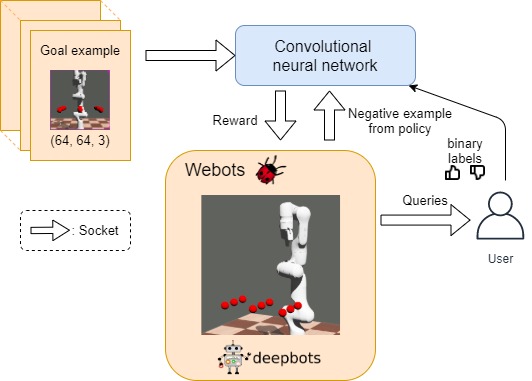 Goal example
(64, 64, 3)
Convolutional
neural network
Reward
Negative example
from policy
binary
labels
Webots
Queries
User
: Socket
deepbots